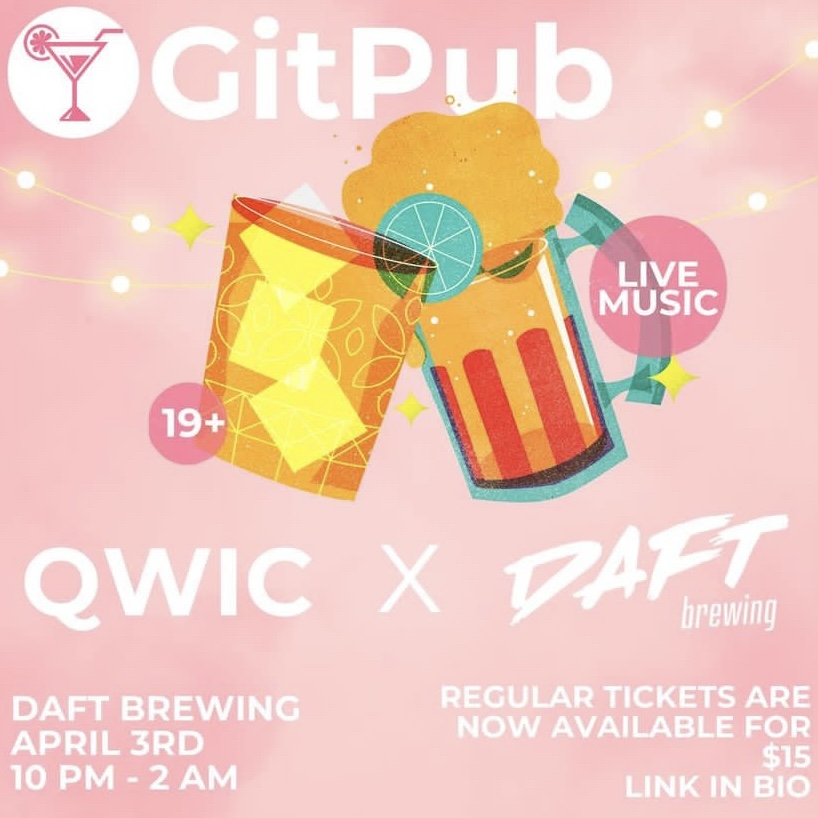 GitPub
LIVE
MUSIC
19+
QWIC X DAFT
brewing
DAFT BREWING
APRIL 3RD
10 PM - 2 AM
REGULAR TICKETS ARE
NOW AVAILABLE FOR
$15
LINK IN BIO